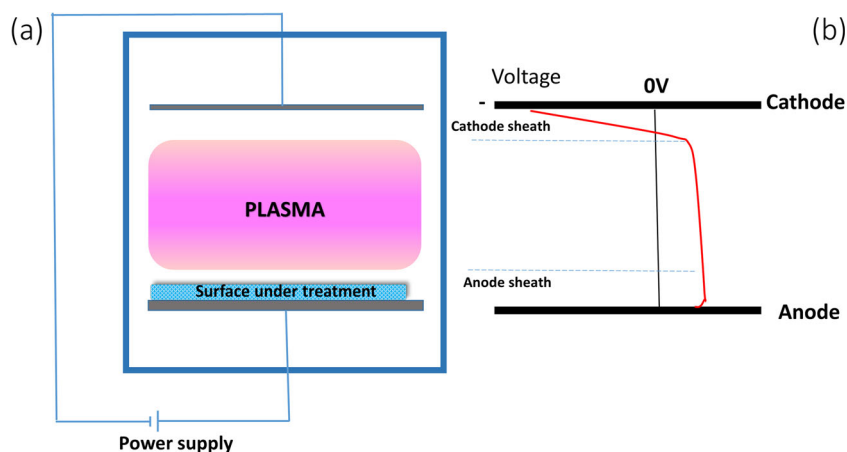 (a)
PLASMA
Surface under treatment
Power supply
(b)
Voltage
0V
-
Cathode
Cathode sheath
Anode sheath
Anode